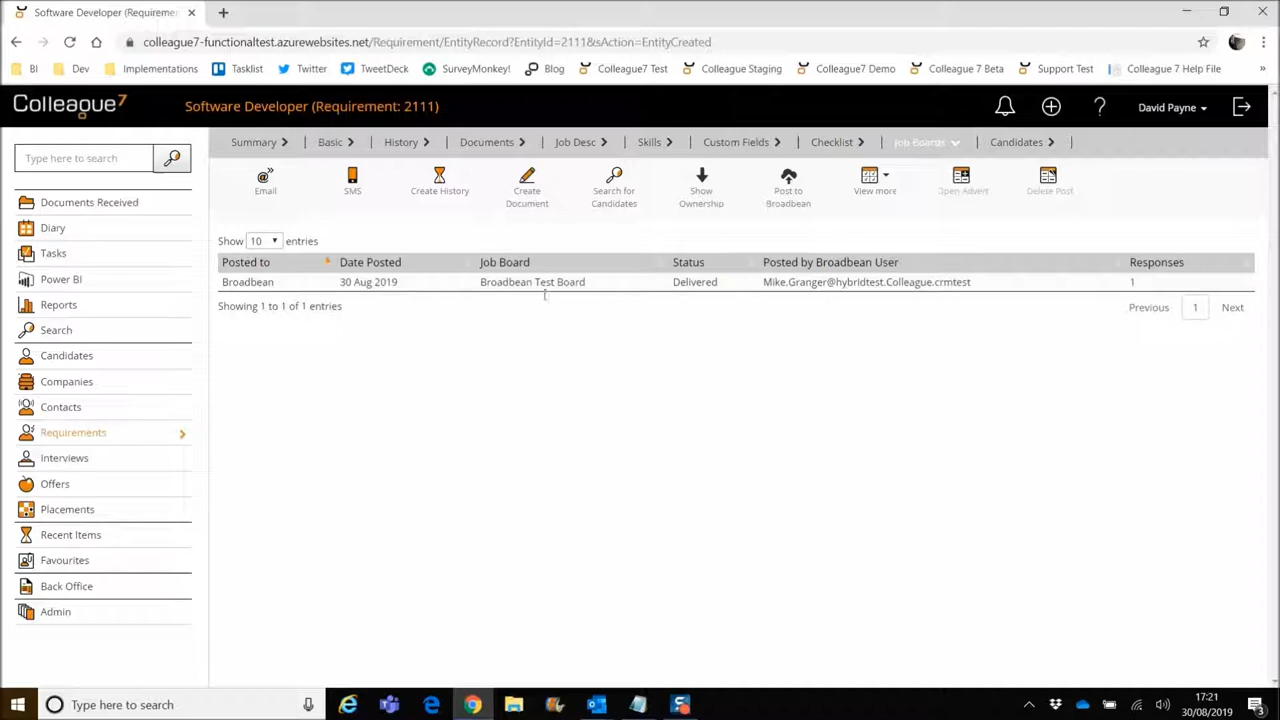 Software Developer (Requireme
colleague7-functionaltest.azurewebsites.net/Requirement/EntityRecord?EntityId=2111&sAction=EntityCreated
BI Dev Implementations Tasklist Twitter TweetDeck SurveyMonkey! Blog Colleague7 Test Colleague Staging Colleague7 Demo Colleague 7 Beta Support Test Colleague 7 Help File »
Colleague7 Software Developer (Requirement: 2111) David Payne
Summary Basic History Documents Job Desc Skills Custom Fields Checklist Job Boards Candidates
Type here to search
Email SMS Create History Create Document Search for Candidates Show Ownership Post to Broadbean View more Open Advert Delete Post
Documents Received
Diary
Tasks
Power BI
Reports
Search
Candidates
Companies
Contacts
Requirements
Interviews
Offers
Placements
Recent Items
Favourites
Back Office
Admin
Show 10 entries
Posted to Date Posted Job Board Status Posted by Broadbean User Responses
Broadbean 30 Aug 2019 Broadbean Test Board Delivered Mike.Granger@hybridtest.Colleague.crmtest 1
Showing 1 to 1 of 1 entries Previous 1 Next
Type here to search
17:21
30/08/2019
3